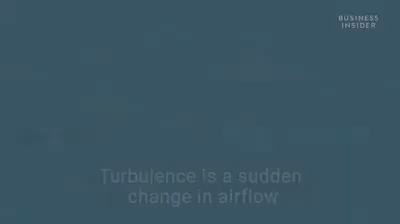 BUSINESS
INSIDER
Turbulence is a sudden
change in airflow